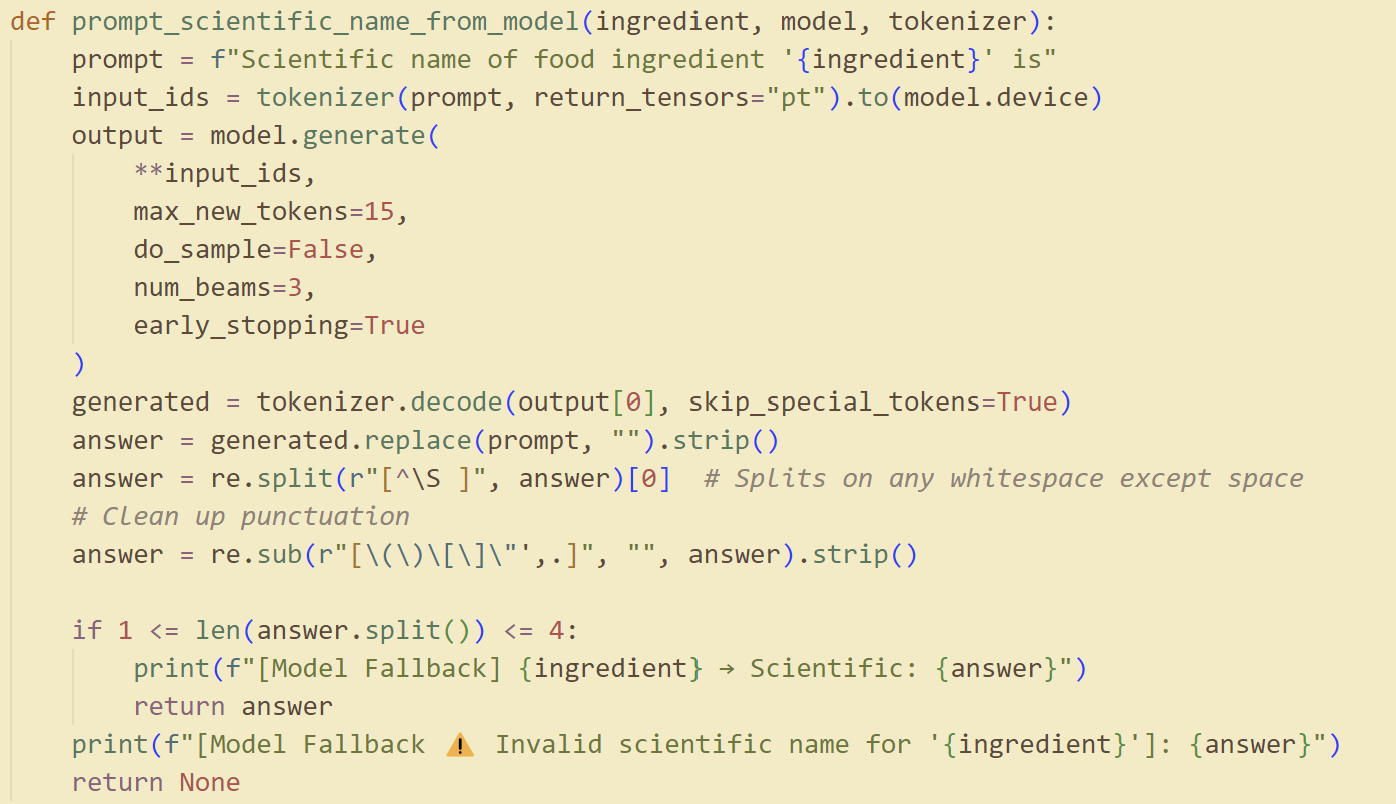 def prompt_scientific_name_from_model(ingredient, model, tokenizer):
    prompt = f"Scientific name of food ingredient '{ingredient}' is"
    input_ids = tokenizer(prompt, return_tensors="pt").to(model.device)
    output = model.generate(
        **input_ids,
        max_new_tokens=15,
        do_sample=False,
        num_beams=3,
        early_stopping=True
    )
    generated = tokenizer.decode(output[0], skip_special_tokens=True)
    answer = generated.replace(prompt, "").strip()
    answer = re.split(r"[^\S ]", answer)[0]  # Splits on any whitespace except space
    # Clean up punctuation
    answer = re.sub(r"[\(\)\[\]\"',.]", "", answer).strip()

    if 1 <= len(answer.split()) <= 4:
        print(f"[Model Fallback] {ingredient} → Scientific: {answer}")
        return answer
    print(f"[Model Fallback ⚠️ Invalid scientific name for '{ingredient}']: {answer}")
    return None